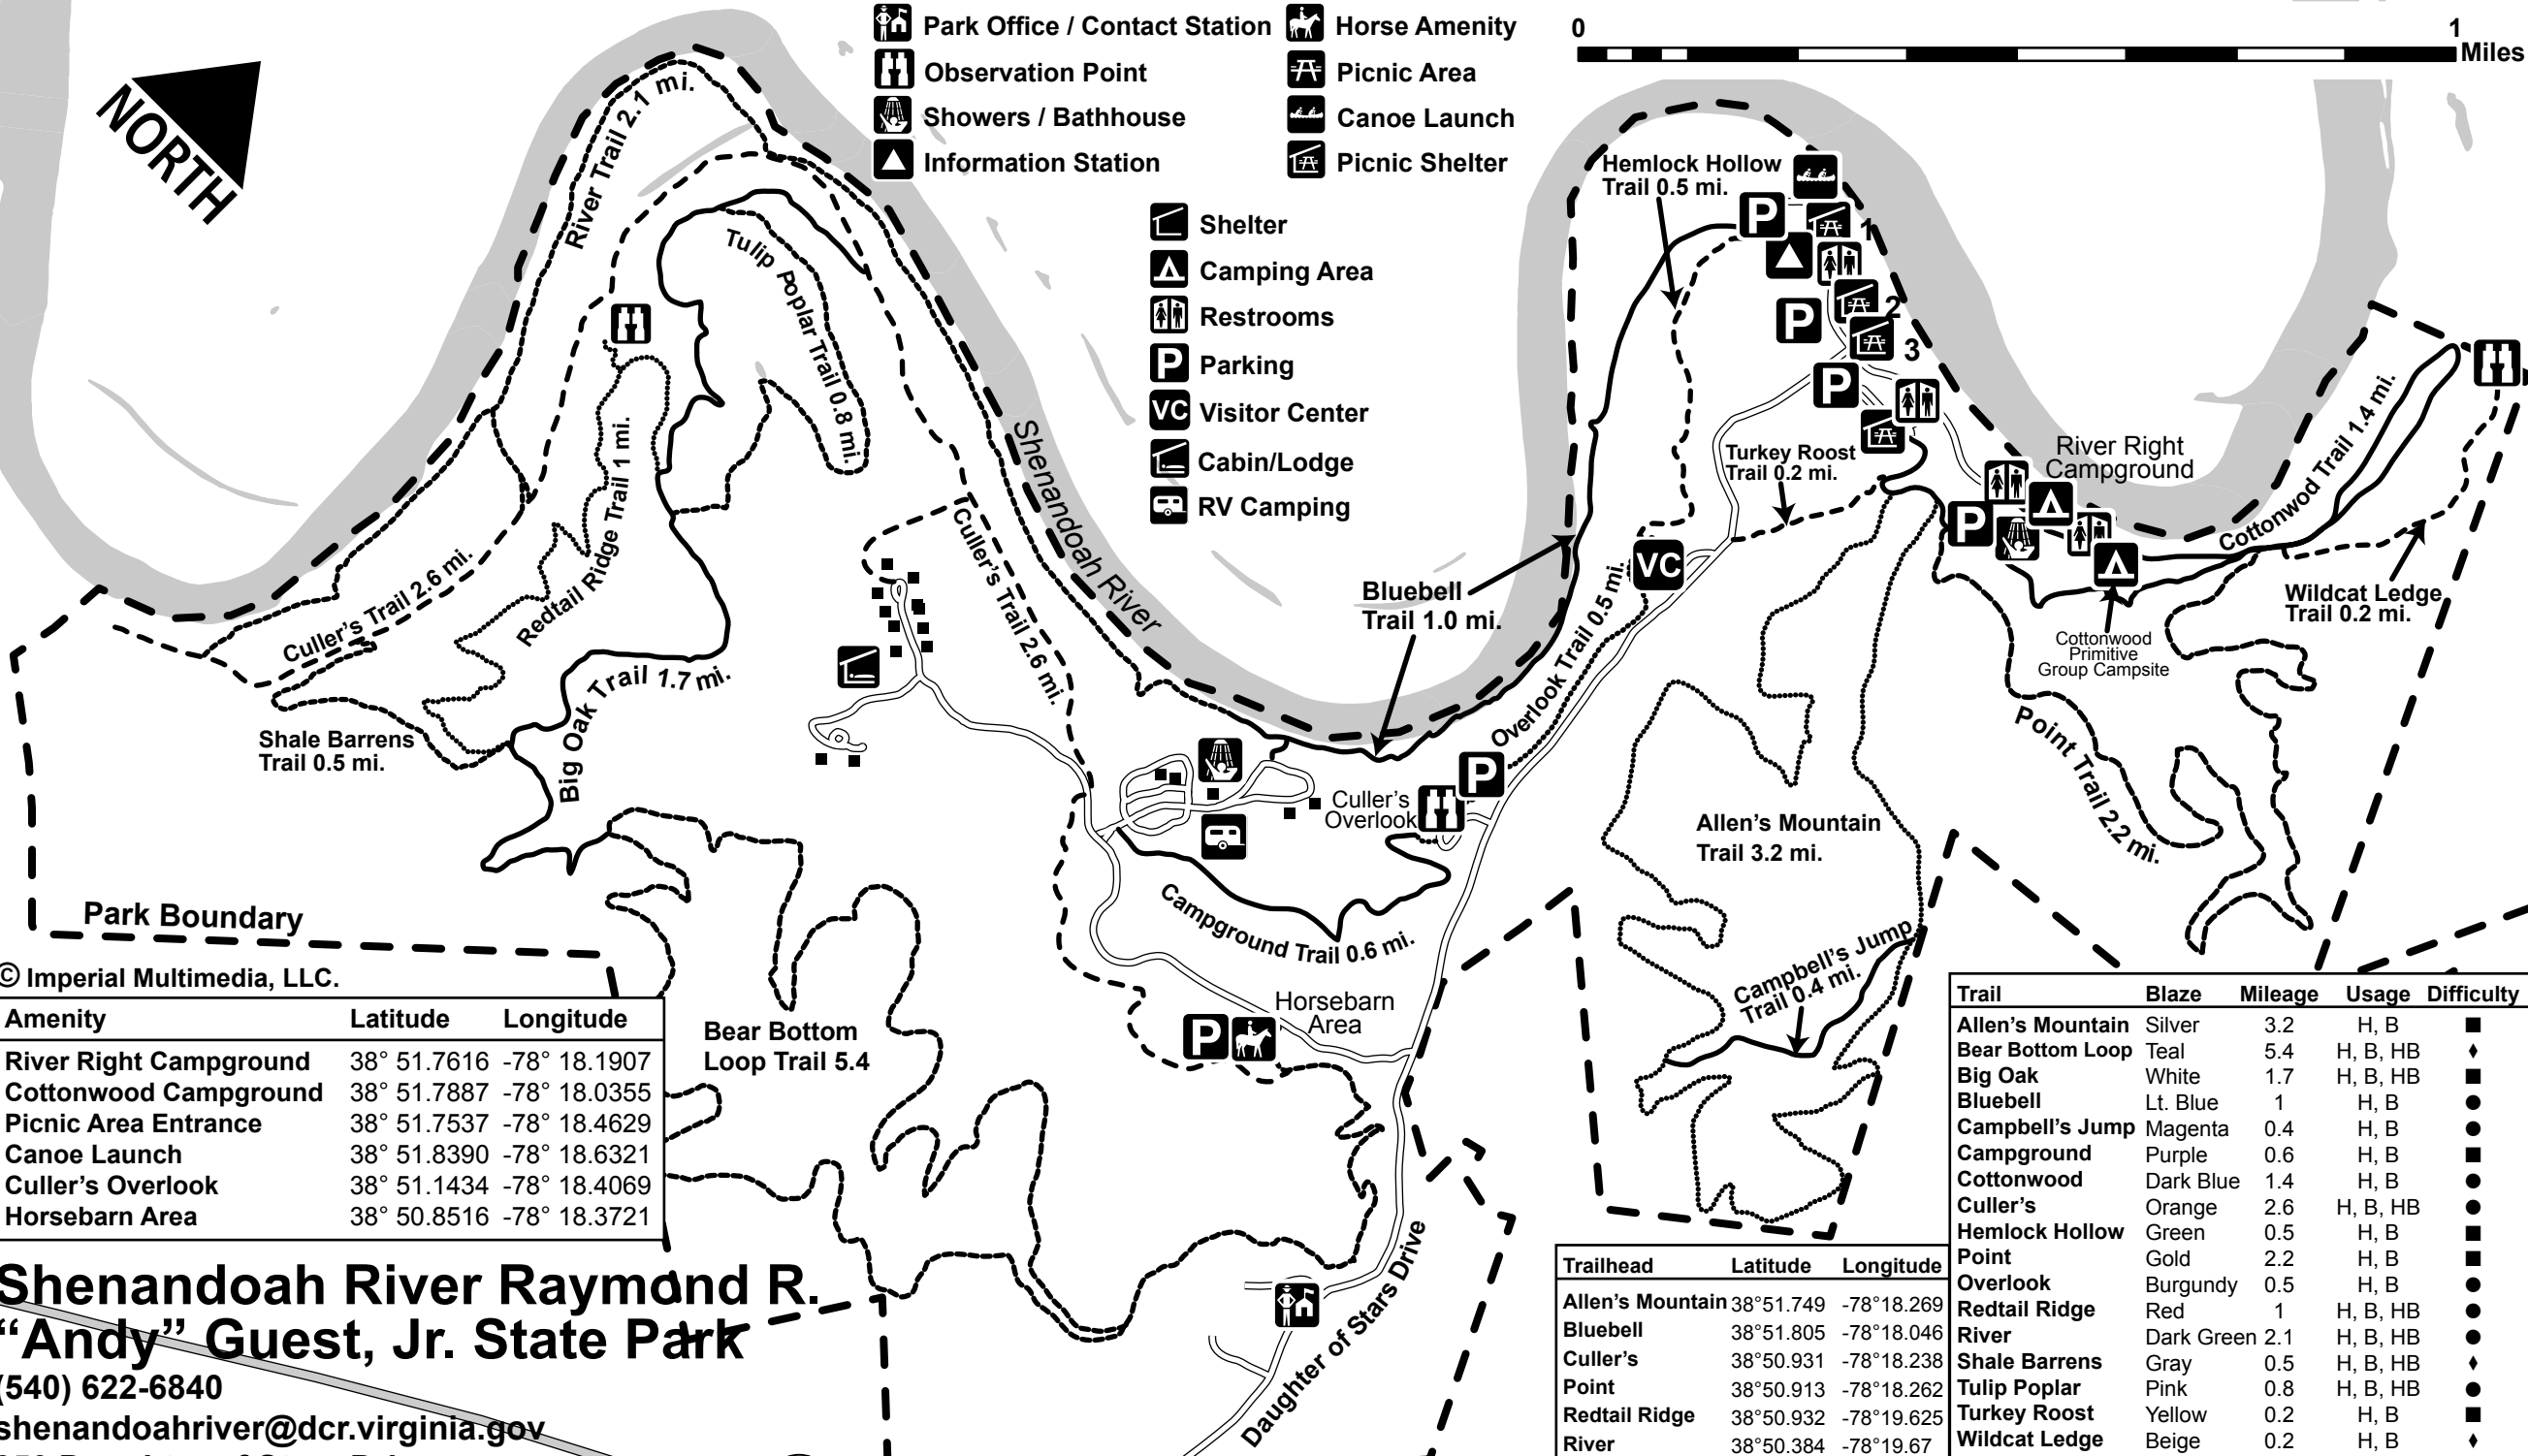 Park Office / Contact Station
Observation Point
Showers / Bathhouse
Information Station
Horse Amenity
Picnic Area
Canoe Launch
Picnic Shelter
Shelter
Camping Area
Restrooms
P Parking
VC Visitor Center
Cabin/Lodge
RV Camping
0 1
Miles
NORTH
River Trail 2.1 mi.
Tulip Poplar Trail 0.8 mi.
Redtail Ridge Trail 1 mi.
Culler's Trail 2.6 mi.
Shale Barrens
Trail 0.5 mi.
Big Oak Trail 1.7 mi.
Culler's Trail 2.6 mi.
Shenandoah River
Hemlock Hollow
Trail 0.5 mi.
P
1
2
P
3
P
Turkey Roost
Trail 0.2 mi.
River Right
Campground
P
Cottonwod Trail 1.4 mi.
Wildcat Ledge
Trail 0.2 mi.
Cottonwood
Primitive
Group Campsite
VC
Bluebell
Trail 1.0 mi.
Overlook Trail 0.5 mi.
P
Culler's
Overlook
Point Trail 2.2 mi.
Allen's Mountain
Trail 3.2 mi.
Campbell's Jump
Trail 0.4 mi.
Campground Trail 0.6 mi.
Horsebarn
Area
P
Bear Bottom
Loop Trail 5.4
Daughter of Stars Drive
Park Boundary
© Imperial Multimedia, LLC.
Amenity Latitude Longitude
River Right Campground 38° 51.7616 -78° 18.1907
Cottonwood Campground 38° 51.7887 -78° 18.0355
Picnic Area Entrance 38° 51.7537 -78° 18.4629
Canoe Launch 38° 51.8390 -78° 18.6321
Culler's Overlook 38° 51.1434 -78° 18.4069
Horsebarn Area 38° 50.8516 -78° 18.3721
Shenandoah River Raymond R.
"Andy" Guest, Jr. State Park
(540) 622-6840
shenandoahriver@dcr.virginia.gov
Trailhead Latitude Longitude
Allen's Mountain 38°51.749 -78°18.269
Bluebell 38°51.805 -78°18.046
Culler's 38°50.931 -78°18.238
Point 38°50.913 -78°18.262
Redtail Ridge 38°50.932 -78°19.625
River 38°50.384 -78°19.67
Trail Blaze Mileage Usage Difficulty
Allen's Mountain Silver 3.2 H, B ■
Bear Bottom Loop Teal 5.4 H, B, HB ♦
Big Oak White 1.7 H, B, HB ■
Bluebell Lt. Blue 1 H, B ●
Campbell's Jump Magenta 0.4 H, B ●
Campground Purple 0.6 H, B ■
Cottonwood Dark Blue 1.4 H, B ●
Culler's Orange 2.6 H, B, HB ●
Hemlock Hollow Green 0.5 H, B ■
Point Gold 2.2 H, B ■
Overlook Burgundy 0.5 H, B ●
Redtail Ridge Red 1 H, B, HB ●
River Dark Green 2.1 H, B, HB ●
Shale Barrens Gray 0.5 H, B, HB ♦
Tulip Poplar Pink 0.8 H, B, HB ●
Turkey Roost Yellow 0.2 H, B ■
Wildcat Ledge Beige 0.2 H, B ♦